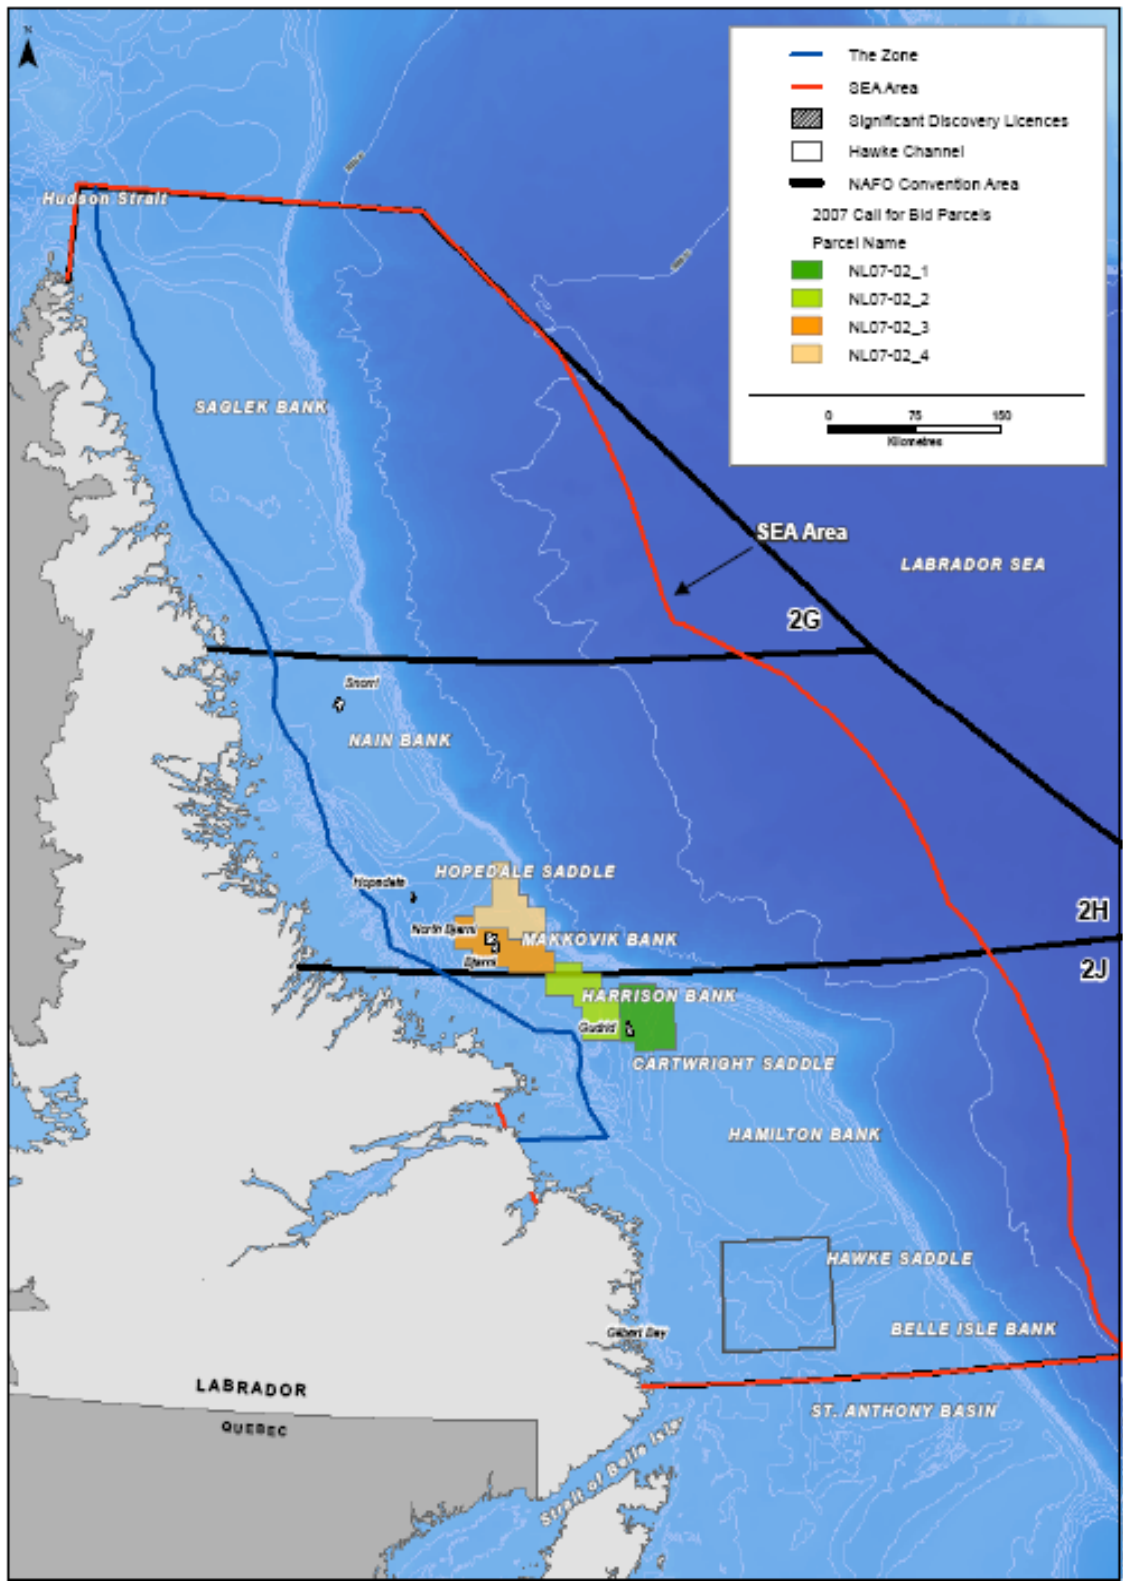 N
The Zone
SEA Area
Significant Discovery Licences
Hawke Channel
NAFO Convention Area
2007 Call for Bid Parcels
Parcel Name
NL07-02_1
NL07-02_2
NL07-02_3
NL07-02_4
0 75 150
Kilometres
Hudson Strait
SAGLEK BANK
SEA Area
LABRADOR SEA
2G
Snorri
NAIN BANK
HOPEDALE SADDLE
Hopedale
2H
North Bjarni
MAKKOVIK BANK
Bjarni
2J
HARRISON BANK
Gudrid
CARTWRIGHT SADDLE
HAMILTON BANK
HAWKE SADDLE
BELLE ISLE BANK
Gilbert Bay
LABRADOR
ST. ANTHONY BASIN
QUEBEC
Strait of Belle Isle